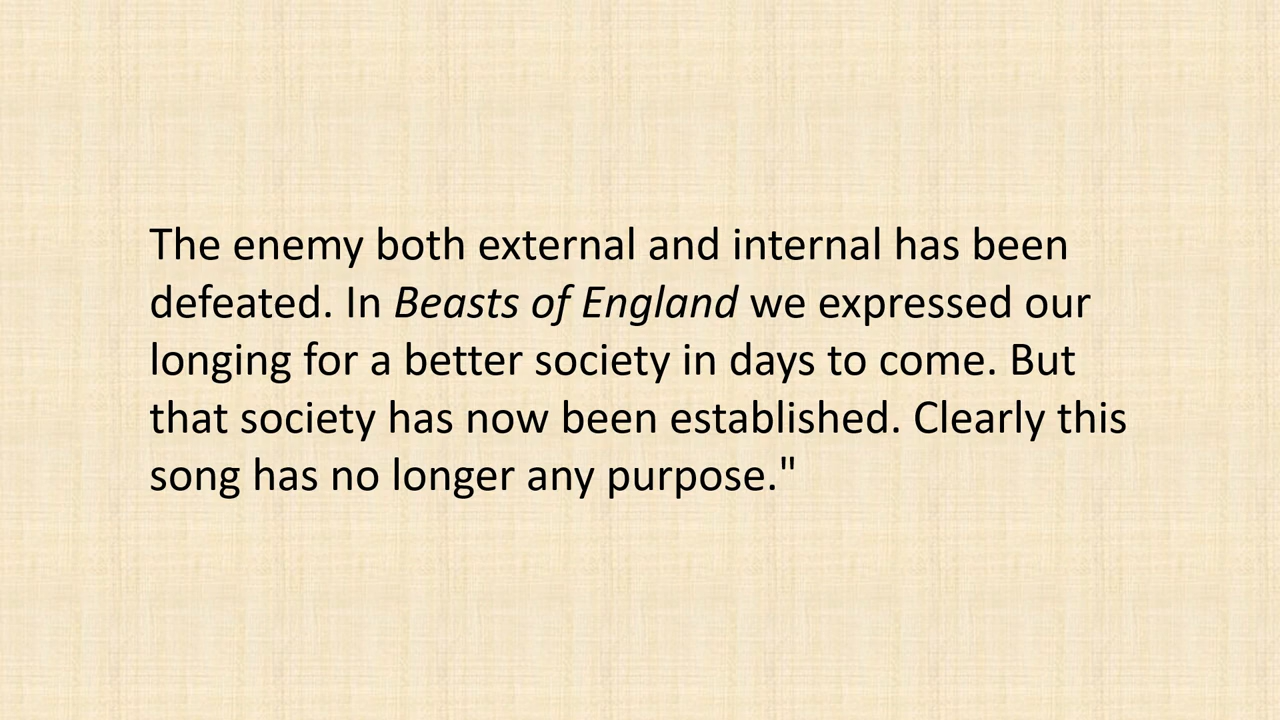 The enemy both external and internal has been
defeated. In Beasts of England we expressed our
longing for a better society in days to come. But
that society has now been established. Clearly this
song has no longer any purpose."